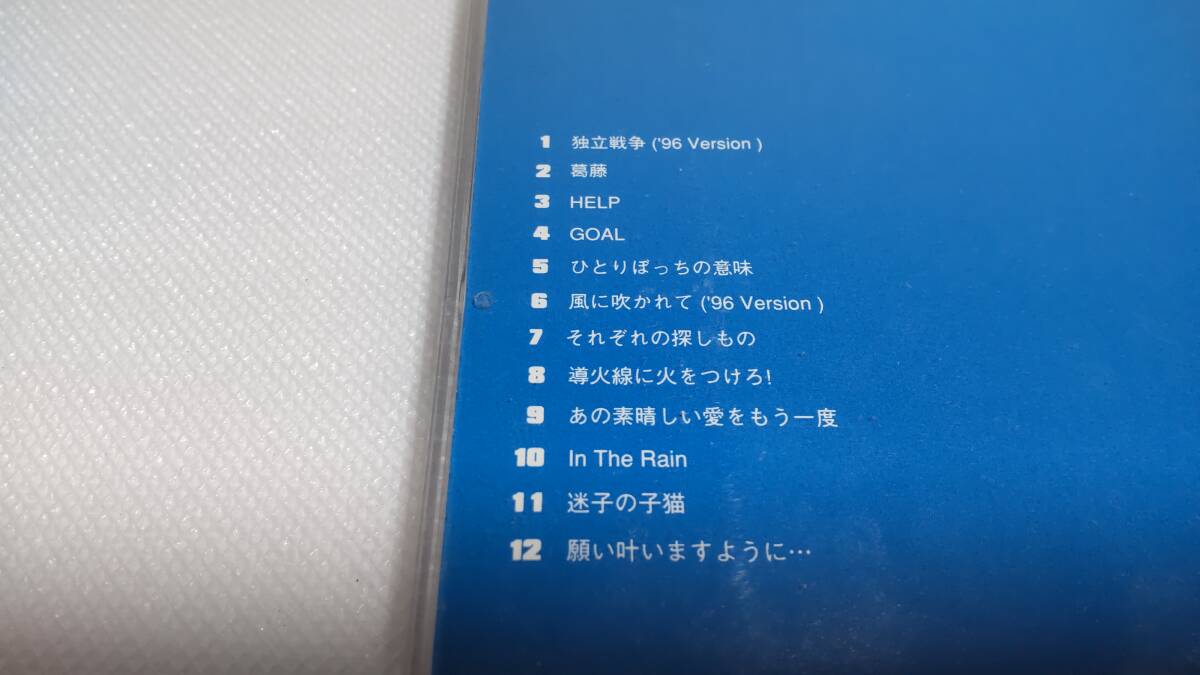 1 独立戦争 ('96 Version )
2 葛藤
3 HELP
4 GOAL
5 ひとりぼっちの意味
6 風に吹かれて ('96 Version )
7 それぞれの探しもの
8 導火線に火をつけろ!
9 あの素晴しい愛をもう一度
10 In The Rain
11 迷子の子猫
12 願い叶いますように…